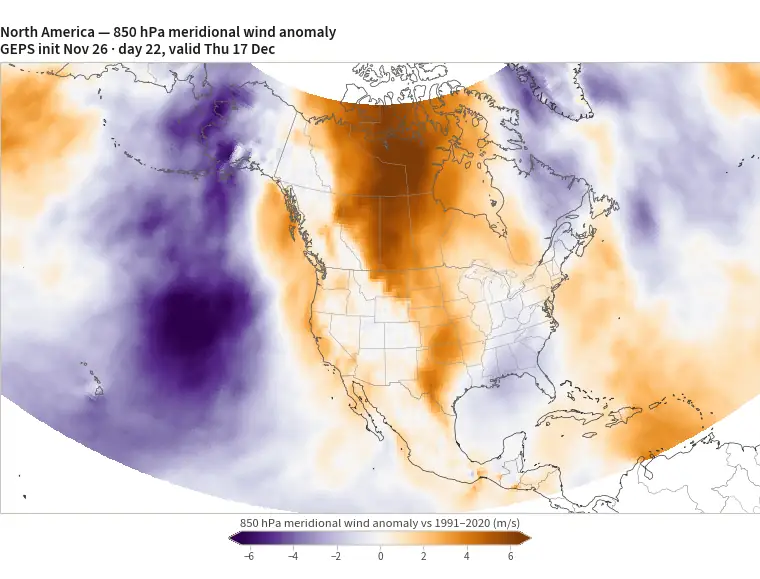 North America — 850 hPa meridional wind anomaly
GEPS init Nov 26 · day 22, valid Thu 17 Dec
850 hPa meridional wind anomaly vs 1991–2020 (m/s)
−6 −4 −2 0 2 4 6